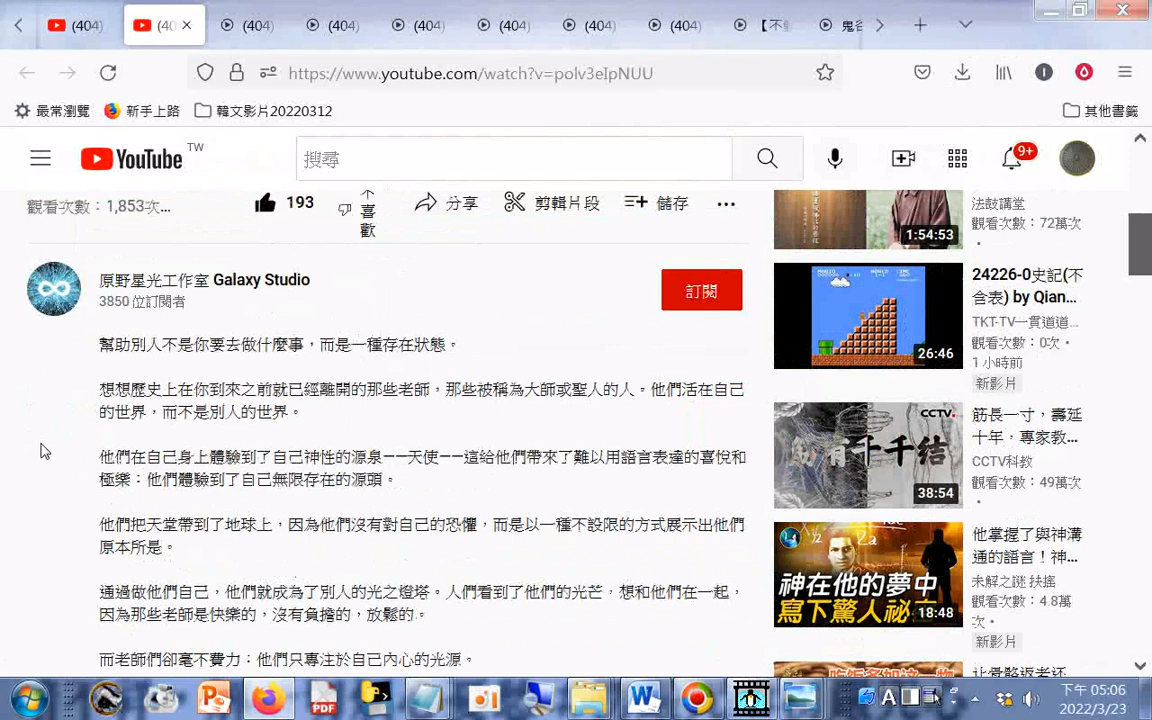 (404)
(40
(404)
(404)
(404)
(404)
(404)
(404)
【不
鬼谷
https://www.youtube.com/watch?v=polv3eIpNUU
最常瀏覽
新手上路
韓文影片20220312
其他書籤
YouTube TW
搜尋
9+
觀看次數：1,853次...
193
不喜歡
分享
剪輯片段
儲存
原野星光工作室 Galaxy Studio
3850 位訂閱者
訂閱
幫助別人不是你要去做什麼事，而是一種存在狀態。
想想歷史上在你到來之前就已經離開的那些老師，那些被稱為大師或聖人的人。他們活在自己
的世界，而不是別人的世界。
他們在自己身上體驗到了自己神性的源泉——天使——這給他們帶來了難以用語言表達的喜悅和
極樂；他們體驗到了自己無限存在的源頭。
他們把天堂帶到了地球上，因為他們沒有對自己的恐懼，而是以一種不設限的方式展示出他們
原本所是。
通過做他們自己，他們就成為了別人的光之燈塔。人們看到了他們的光芒，想和他們在一起，
因為那些老師是快樂的，沒有負擔的，放鬆的。
而老師們卻毫不費力；他們只專注於自己內心的光源。
1:54:53
法鼓講堂
觀看次數：72萬次
•
26:46
24226-0史記(不
含表) by Qian...
TKT-TV一貫道道...
觀看次數：0次 •
1 小時前
新影片
CCTV
有千千結
38:54
筋長一寸，壽延
十年，專家教...
CCTV科教
觀看次數：49萬次
•
神在他的夢中
寫下驚人祕
18:48
他掌握了與神溝
通的語言！神...
未解之謎 扶搖
觀看次數：4.8萬
次 •
新影片
讓骨骼返老还
下午 05:06
2022/3/23